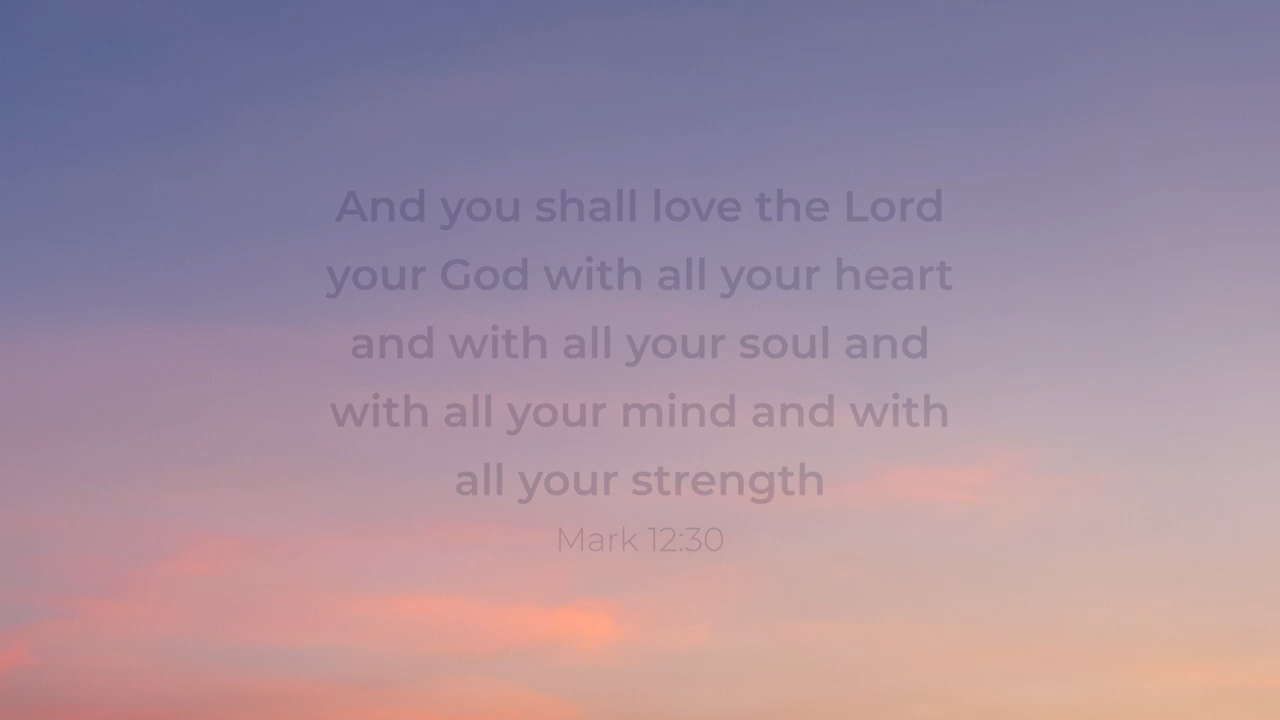 And you shall love the Lord
your God with all your heart
and with all your soul and
with all your mind and with
all your strength
Mark 12:30